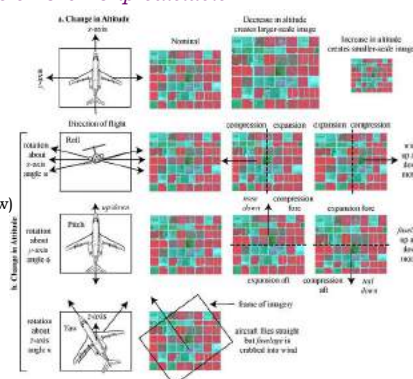 a. Change in Altitude
x-axis
y-axis
Nominal
Decrease in altitude
creates larger-scale image
Increase in altitude
creates smaller-scale image
Direction of flight
b. Change in Attitude
rotation
about
x-axis
angle ω
Roll
compression
expansion
expansion
compression
rotation
about
y-axis
angle ϕ
Pitch
nose
down
compression
fore
expansion fore
expansion aft
compression
aft
tail
down
rotation
about
z-axis
angle κ
Yaw
z-axis
frame of imagery
aircraft flies straight
but fuselage is
crabbed into wind